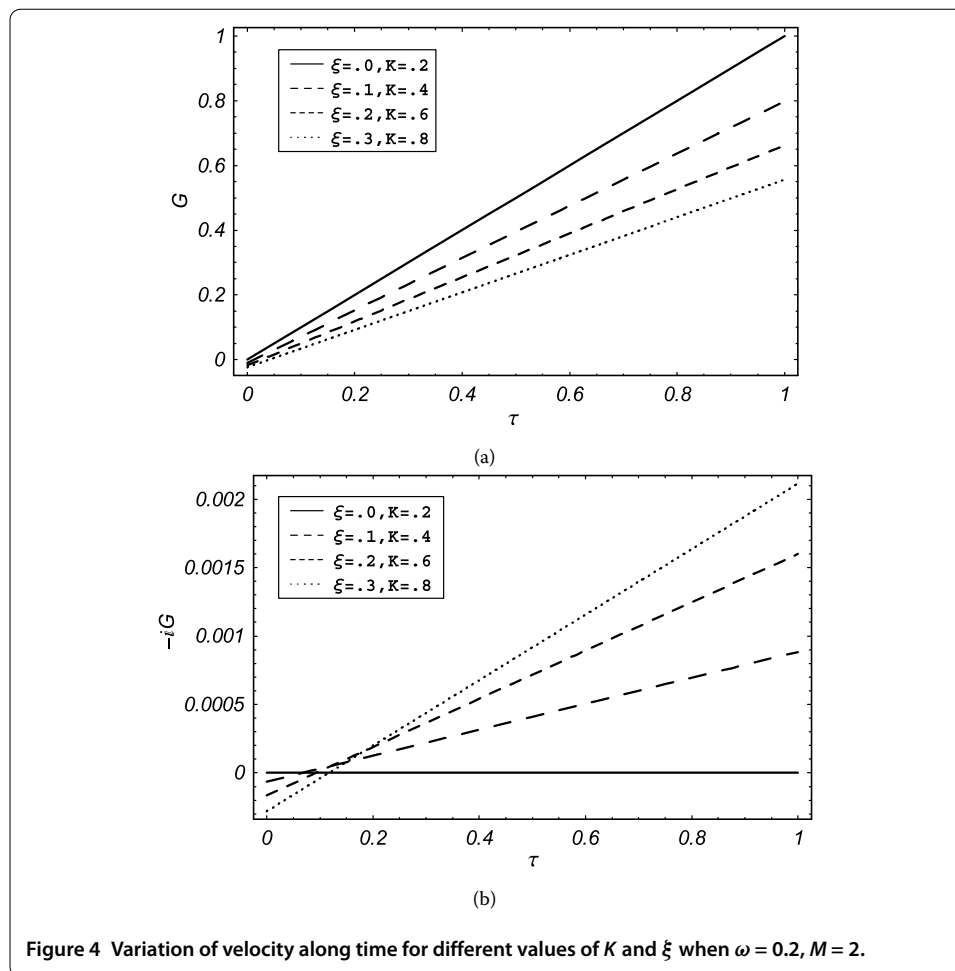 1
0.8
0.6
0.4
0.2
0
G
ξ=.0,K=.2
ξ=.1,K=.4
ξ=.2,K=.6
ξ=.3,K=.8
0 0.2 0.4 0.6 0.8 1
τ
(a)
0.002
0.0015
0.001
0.0005
0
-iG
ξ=.0,K=.2
ξ=.1,K=.4
ξ=.2,K=.6
ξ=.3,K=.8
0 0.2 0.4 0.6 0.8 1
τ
(b)
Figure 4 Variation of velocity along time for different values of K and ξ when ω = 0.2, M = 2.